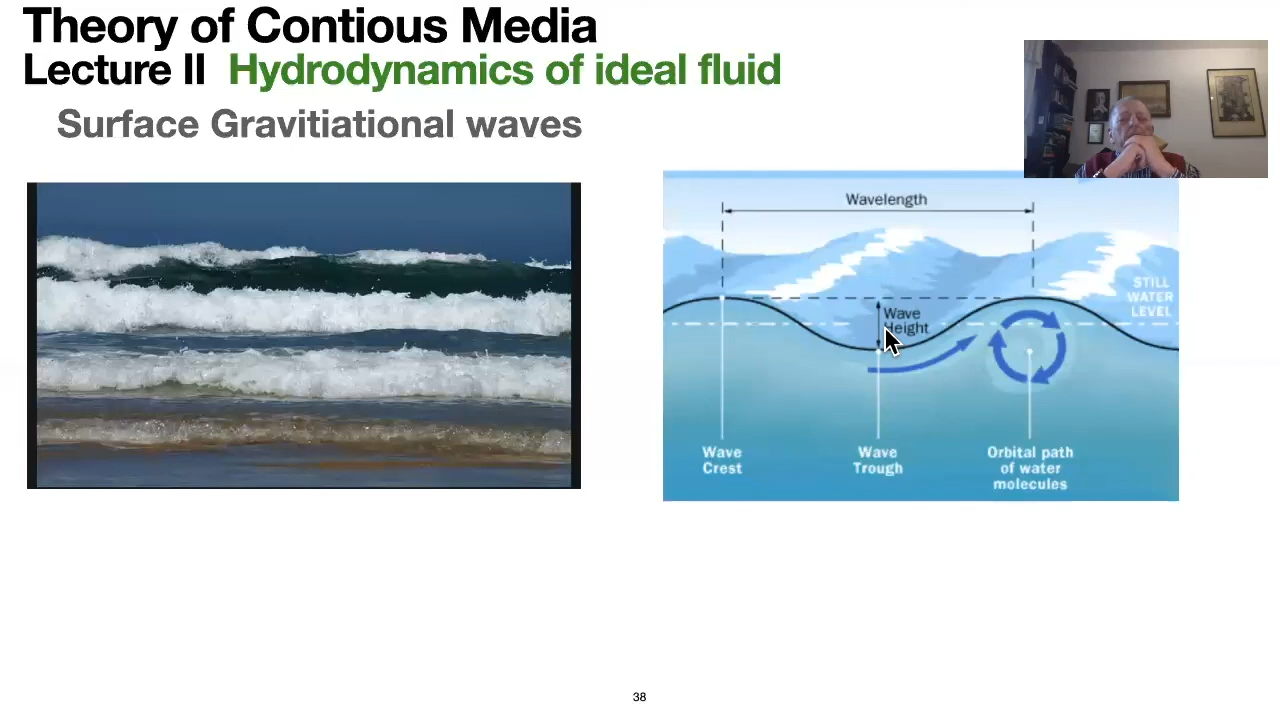 Theory of Contious Media
Lecture II Hydrodynamics of ideal fluid
Surface Gravitiational waves
Wavelength
STILL
WATER
LEVEL
Wave
Height
Wave
Crest
Wave
Trough
Orbital path
of water
molecules
38